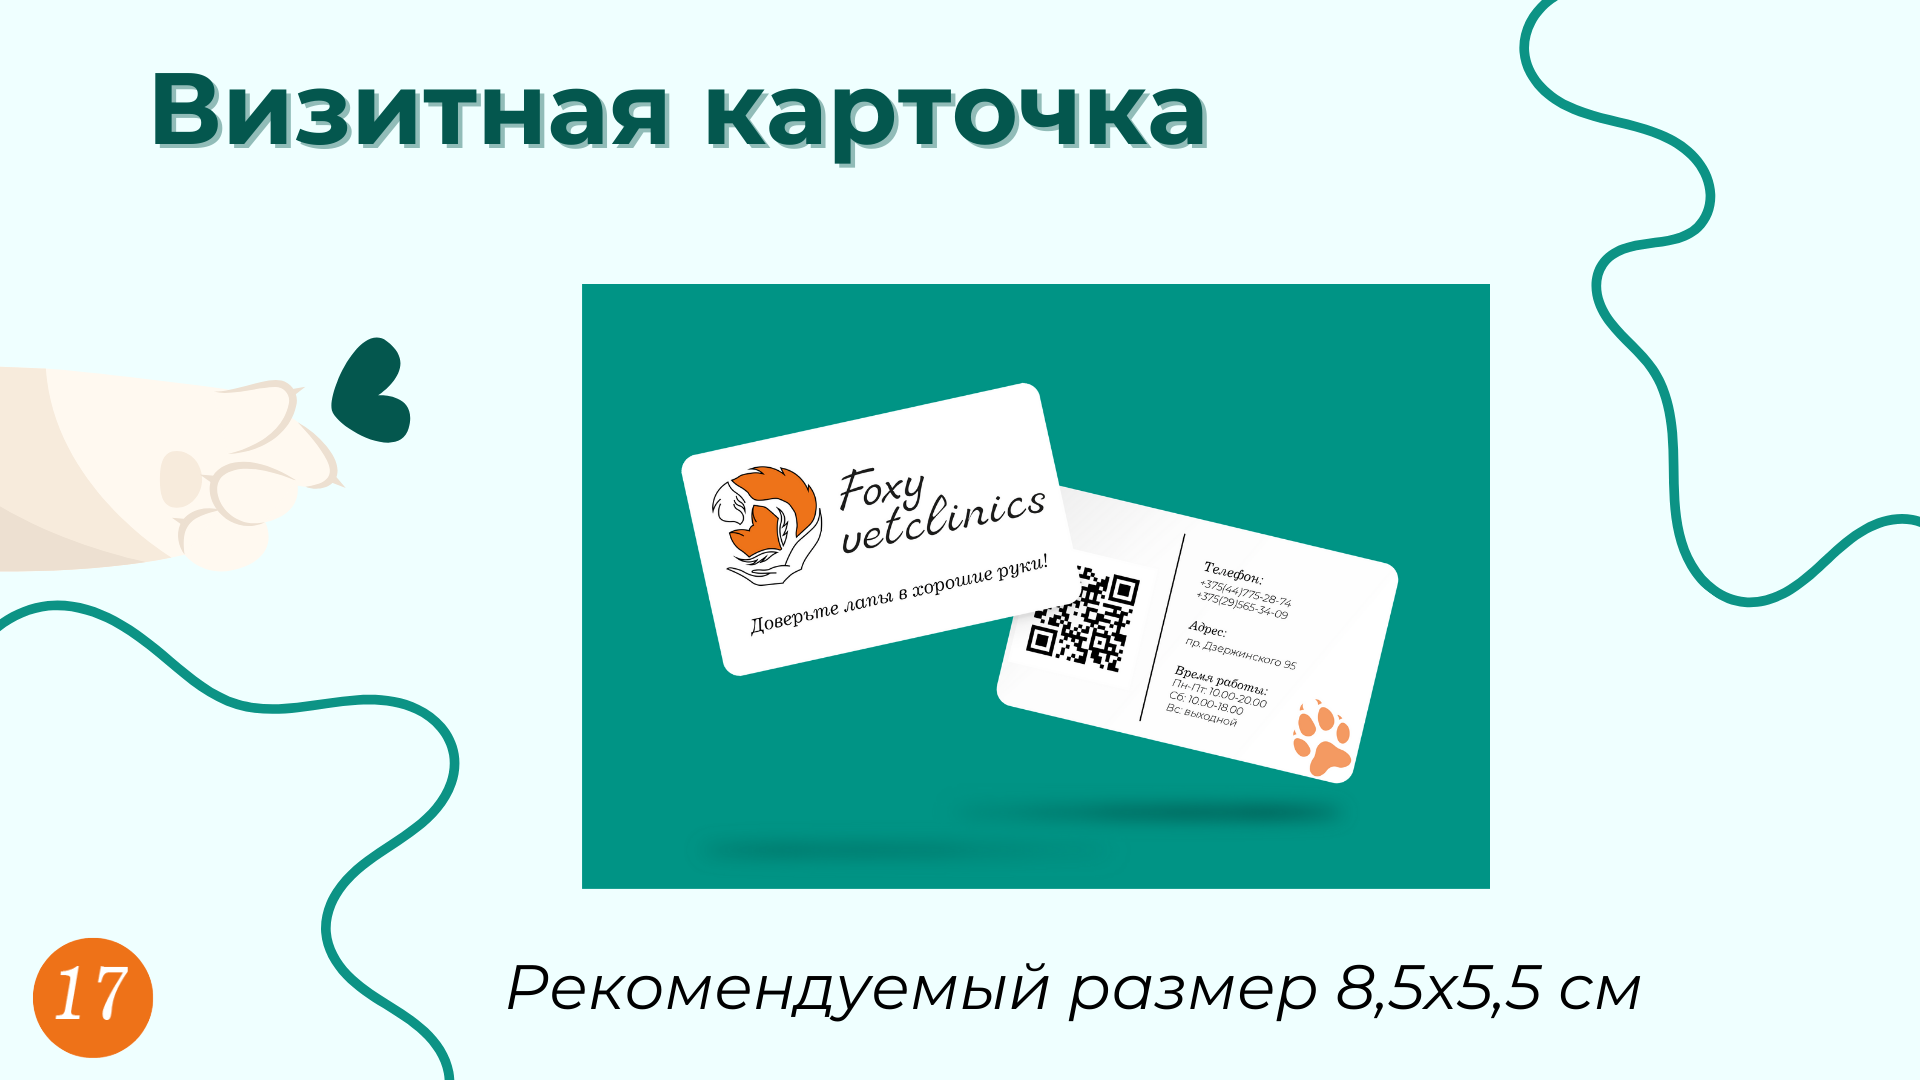 Визитная карточка
Foxy
vetclinics
Доверьте лапы в хорошие руки!
Телефон:
+375(44)775-28-74
+375(29)565-34-09
Адрес:
пр. Дзержинского 95
Время работы:
Пн-Пт: 10.00-20.00
Сб: 10.00-18.00
Вс: выходной
17
Рекомендуемый размер 8,5х5,5 см